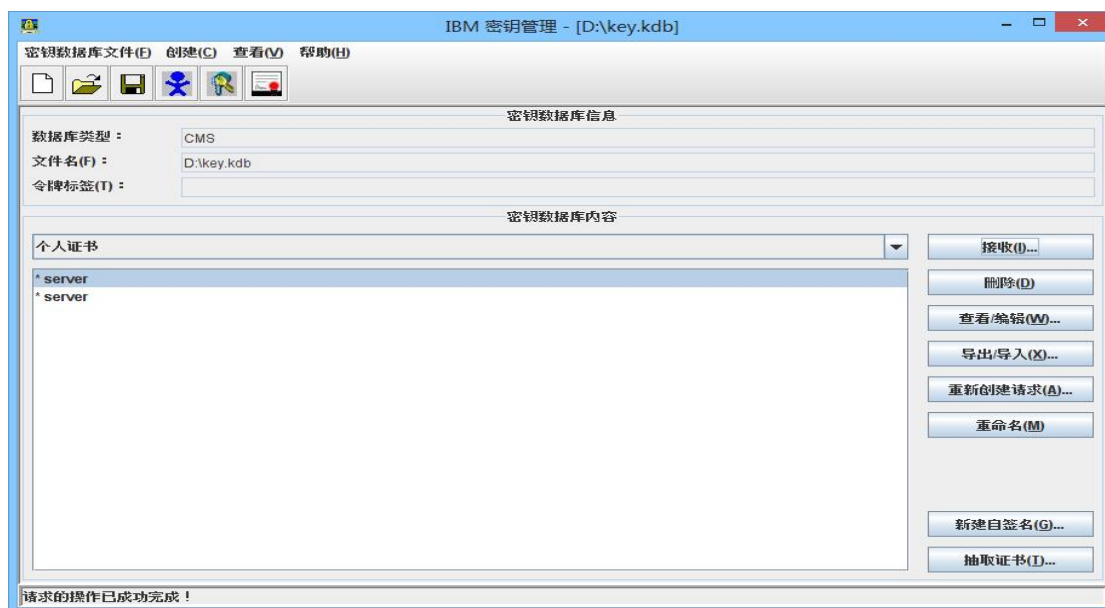 IBM 密钥管理 - [D:\key.kdb]
密钥数据库文件(F) 创建(C) 查看(V) 帮助(H)
密钥数据库信息
数据库类型： CMS
文件名(F)： D:\key.kdb
令牌标签(T)：
密钥数据库内容
个人证书
接收(I)...
* server
删除(D)
* server
查看/编辑(W)...
导出/导入(X)...
重新创建请求(A)...
重命名(M)
新建自签名(G)...
抽取证书(T)...
请求的操作已成功完成！